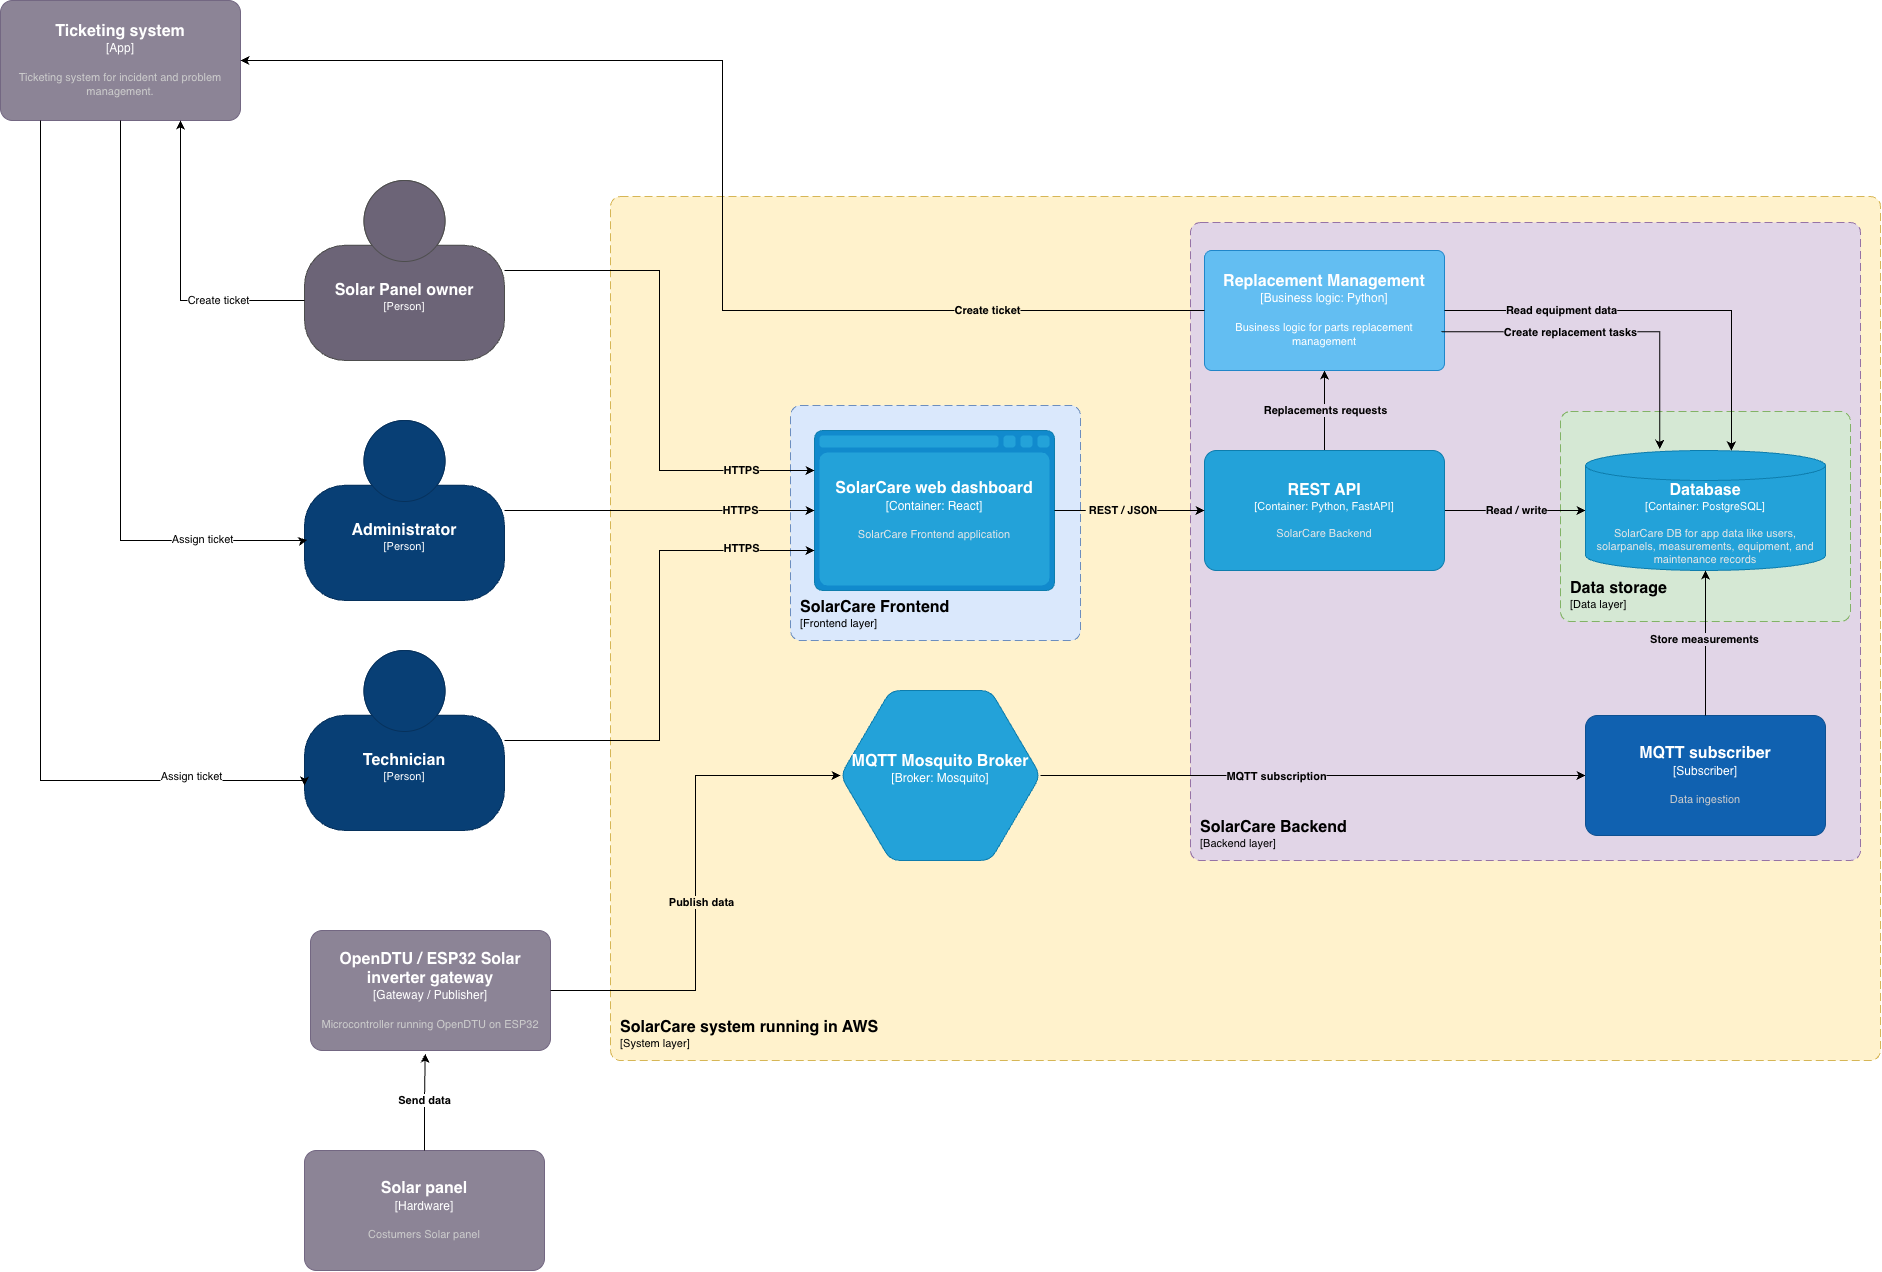 Ticketing system
[App]
Ticketing system for incident and problem
management.
Solar Panel owner
[Person]
Create ticket
Administrator
[Person]
Assign ticket
Technician
[Person]
Assign ticket
HTTPS
HTTPS
HTTPS
Create ticket
Replacement Management
[Business logic: Python]
Business logic for parts replacement
management
Read equipment data
Create replacement tasks
Replacements requests
SolarCare web dashboard
[Container: React]
SolarCare Frontend application
SolarCare Frontend
[Frontend layer]
REST / JSON
REST API
[Container: Python, FastAPI]
SolarCare Backend
Read / write
Database
[Container: PostgreSQL]
SolarCare DB for app data like users,
solarpanels, measurements, equipment, and
maintenance records
Data storage
[Data layer]
Store measurements
MQTT Mosquito Broker
[Broker: Mosquito]
MQTT subscription
MQTT subscriber
[Subscriber]
Data ingestion
SolarCare Backend
[Backend layer]
Publish data
OpenDTU / ESP32 Solar
inverter gateway
[Gateway / Publisher]
Microcontroller running OpenDTU on ESP32
SolarCare system running in AWS
[System layer]
Send data
Solar panel
[Hardware]
Costumers Solar panel